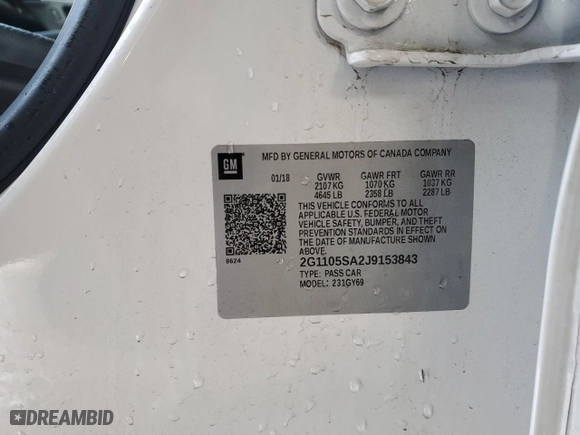 GM
MFD BY GENERAL MOTORS OF CANADA COMPANY
01/18 GVWR GAWR FRT GAWR RR
2107 KG 1070 KG 1037 KG
4645 LB 2358 LB 2287 LB
THIS VEHICLE CONFORMS TO ALL
APPLICABLE U.S. FEDERAL MOTOR
VEHICLE SAFETY, BUMPER, AND THEFT
PREVENTION STANDARDS IN EFFECT ON
THE DATE OF MANUFACTURE SHOWN
ABOVE.
8624
2G1105SA2J9153843
TYPE: PASS CAR
MODEL: 231GY69
DREAMBID